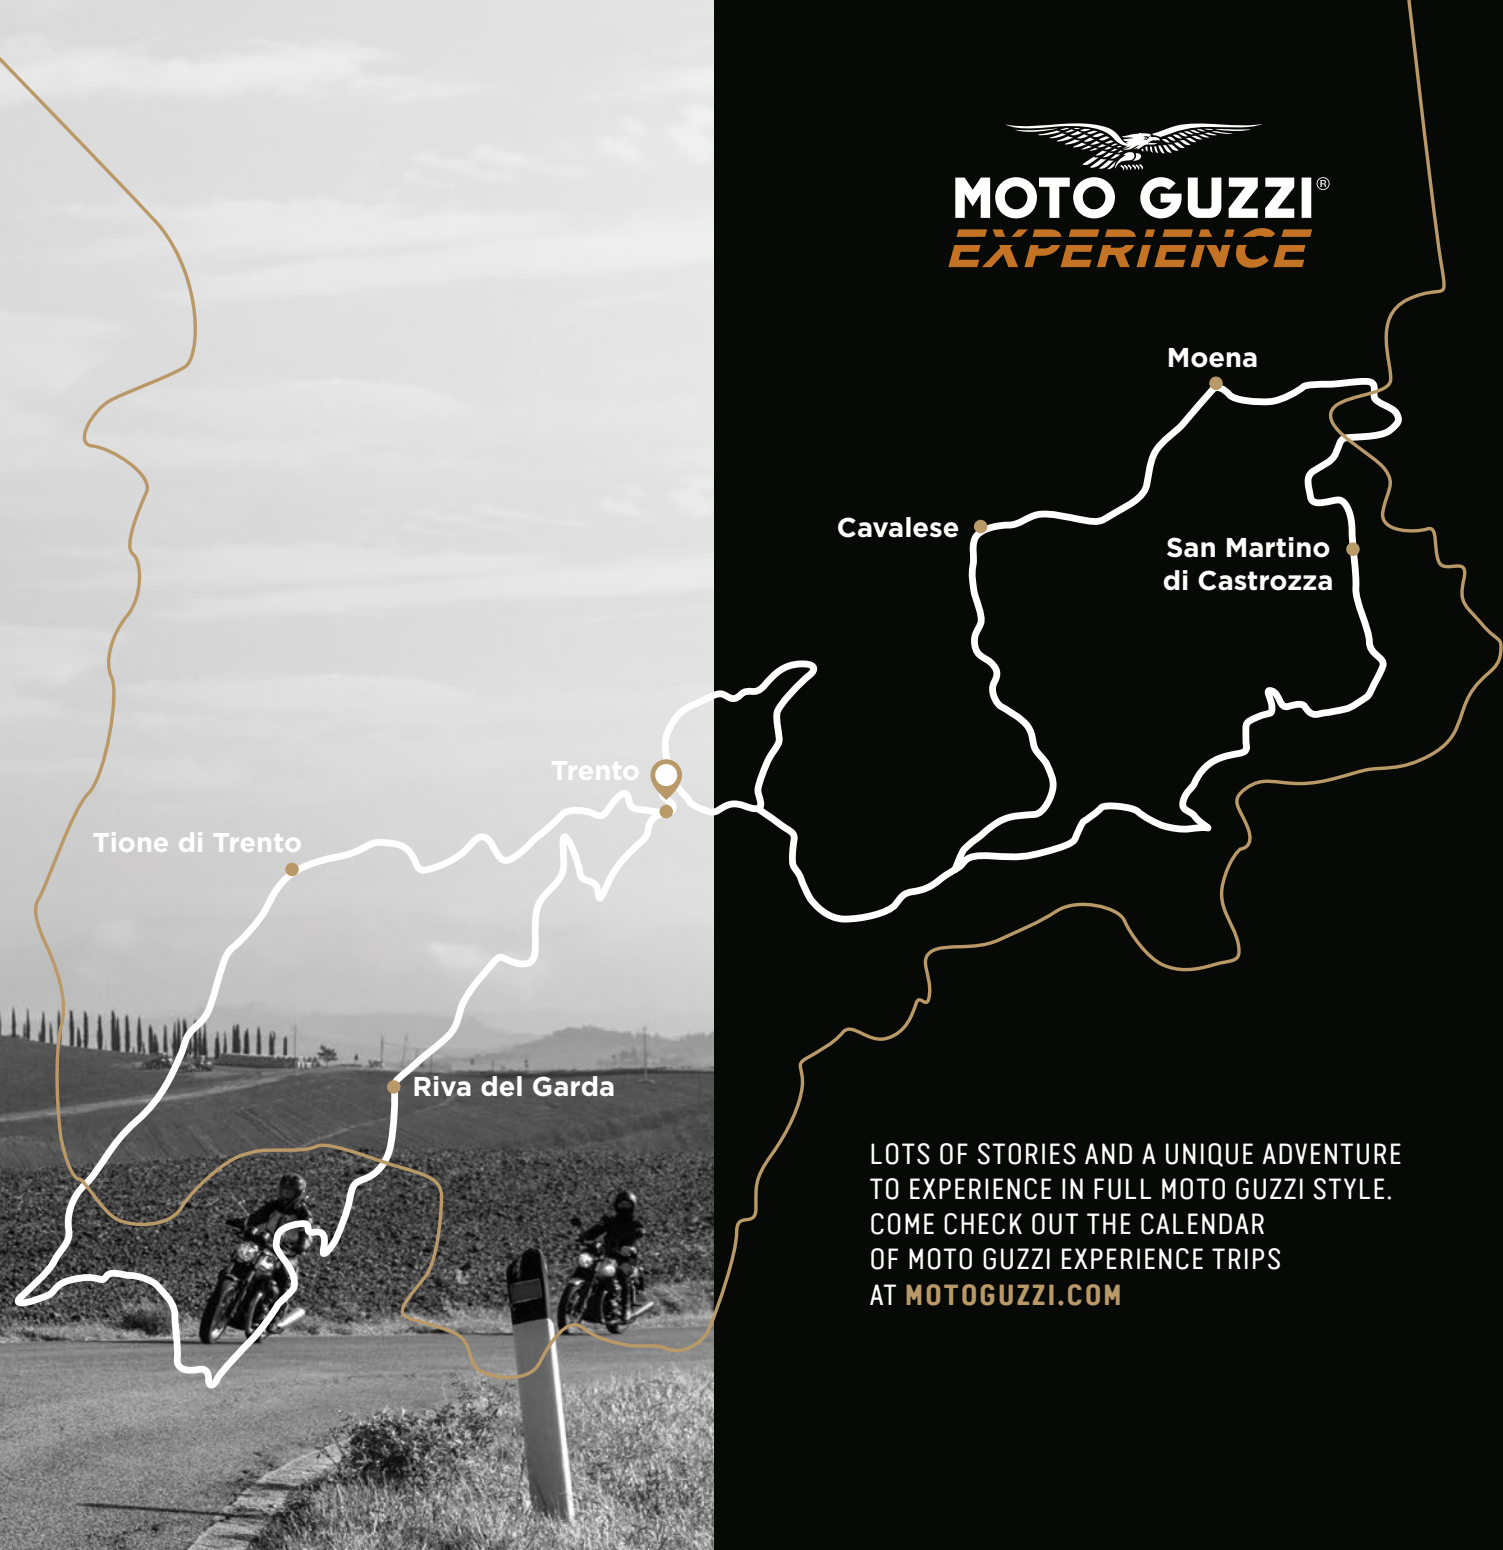 MOTO GUZZI®
EXPERIENCE
Moena
Cavalese
San Martino
di Castrozza
Trento
Tione di Trento
Riva del Garda
LOTS OF STORIES AND A UNIQUE ADVENTURE
TO EXPERIENCE IN FULL MOTO GUZZI STYLE.
COME CHECK OUT THE CALENDAR
OF MOTO GUZZI EXPERIENCE TRIPS
AT MOTOGUZZI.COM